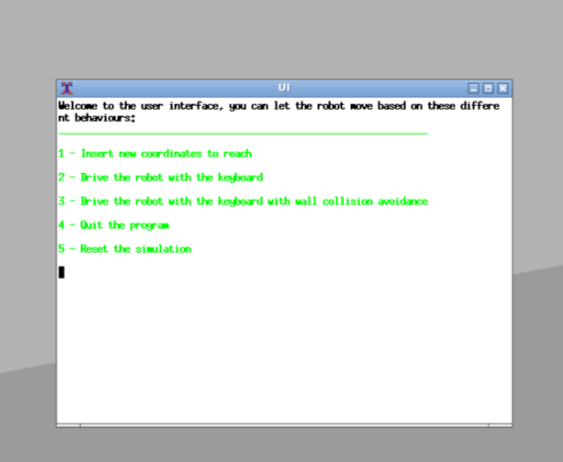 UI
Welcome to the user interface, you can let the robot move based on these differe
nt behaviours:
1 - Insert new coordinates to reach
2 - Drive the robot with the keyboard
3 - Drive the robot with the keyboard with wall collision avoidance
4 - Quit the program
5 - Reset the simulation